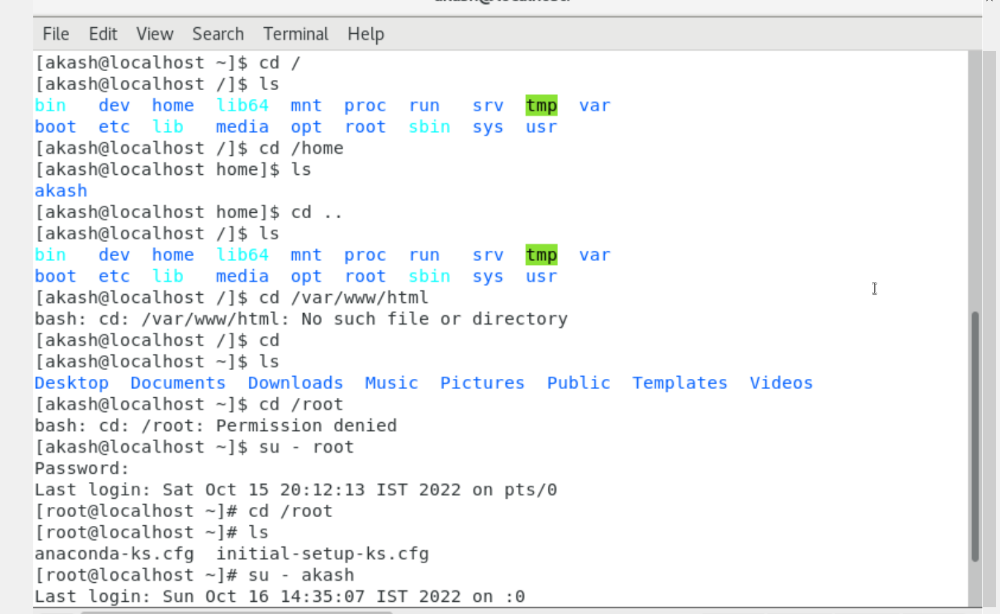 File Edit View Search Terminal Help
[akash@localhost ~]$ cd /
[akash@localhost /]$ ls
bin   dev  home  lib64  mnt  proc  run   srv  tmp  var
boot  etc  lib   media  opt  root  sbin  sys  usr
[akash@localhost /]$ cd /home
[akash@localhost home]$ ls
akash
[akash@localhost home]$ cd ..
[akash@localhost /]$ ls
bin   dev  home  lib64  mnt  proc  run   srv  tmp  var
boot  etc  lib   media  opt  root  sbin  sys  usr
[akash@localhost /]$ cd /var/www/html
bash: cd: /var/www/html: No such file or directory
[akash@localhost /]$ cd
[akash@localhost ~]$ ls
Desktop  Documents  Downloads  Music  Pictures  Public  Templates  Videos
[akash@localhost ~]$ cd /root
bash: cd: /root: Permission denied
[akash@localhost ~]$ su - root
Password:
Last login: Sat Oct 15 20:12:13 IST 2022 on pts/0
[root@localhost ~]# cd /root
[root@localhost ~]# ls
anaconda-ks.cfg  initial-setup-ks.cfg
[root@localhost ~]# su - akash
Last login: Sun Oct 16 14:35:07 IST 2022 on :0